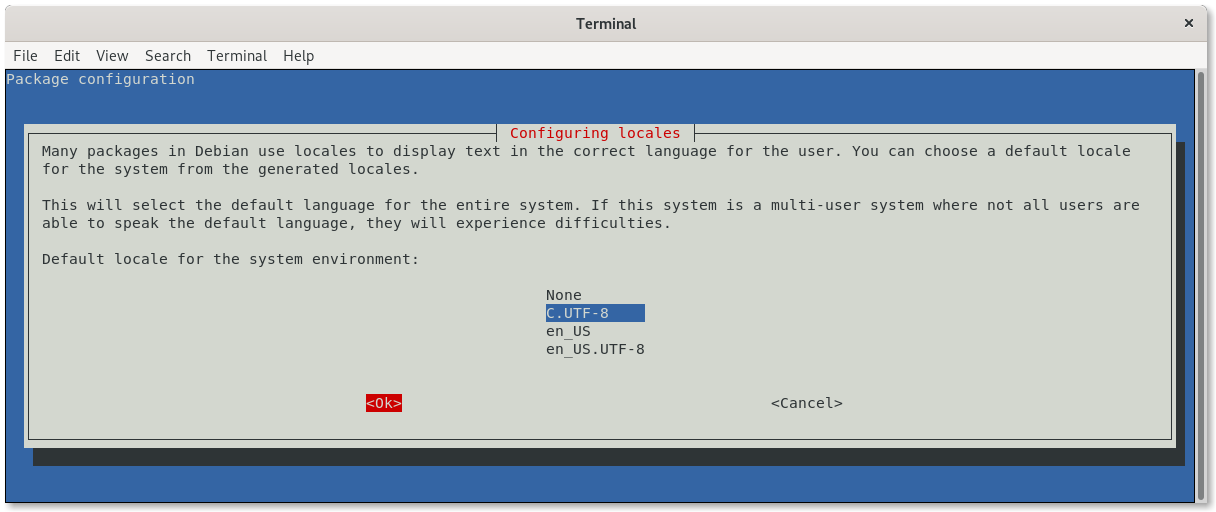 Terminal
×
File Edit View Search Terminal Help
Package configuration
Configuring locales
Many packages in Debian use locales to display text in the correct language for the user. You can choose a default locale
for the system from the generated locales.
This will select the default language for the entire system. If this system is a multi-user system where not all users are
able to speak the default language, they will experience difficulties.
Default locale for the system environment:
None
C.UTF-8
en_US
en_US.UTF-8
<Ok> <Cancel>